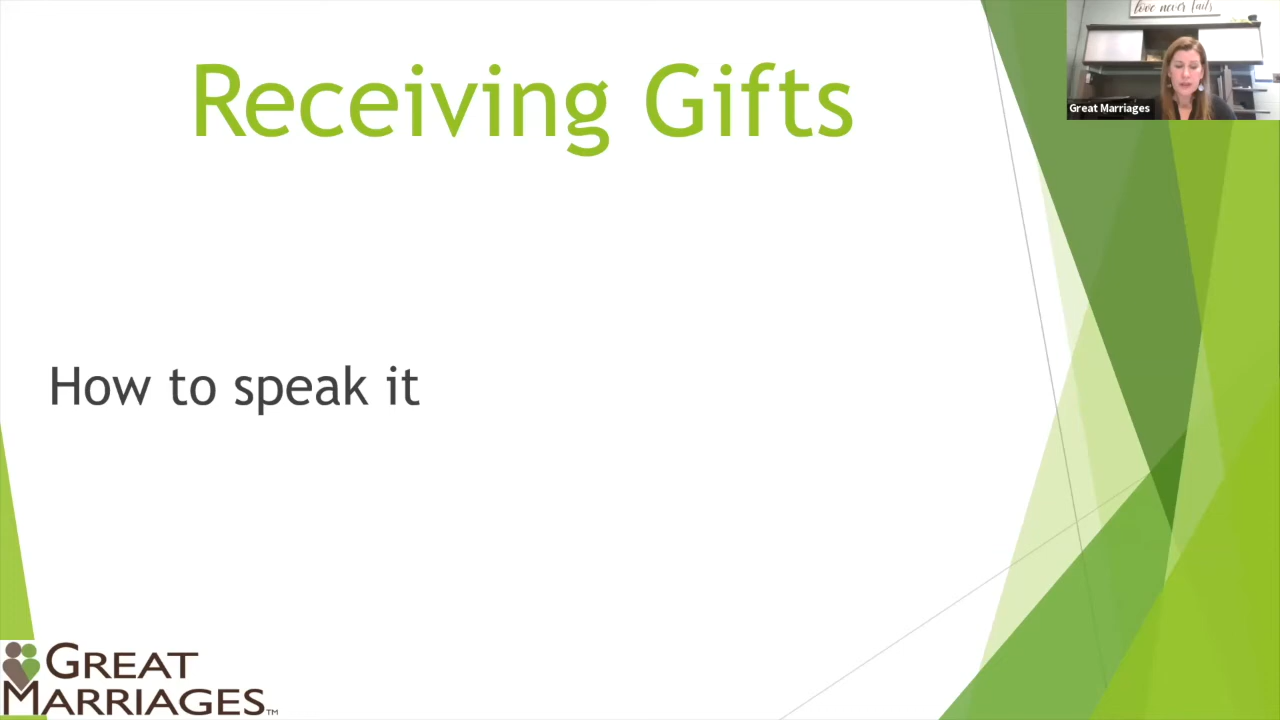 Receiving Gifts
love never fails
Great Marriages
How to speak it
GREAT
MARRIAGES™